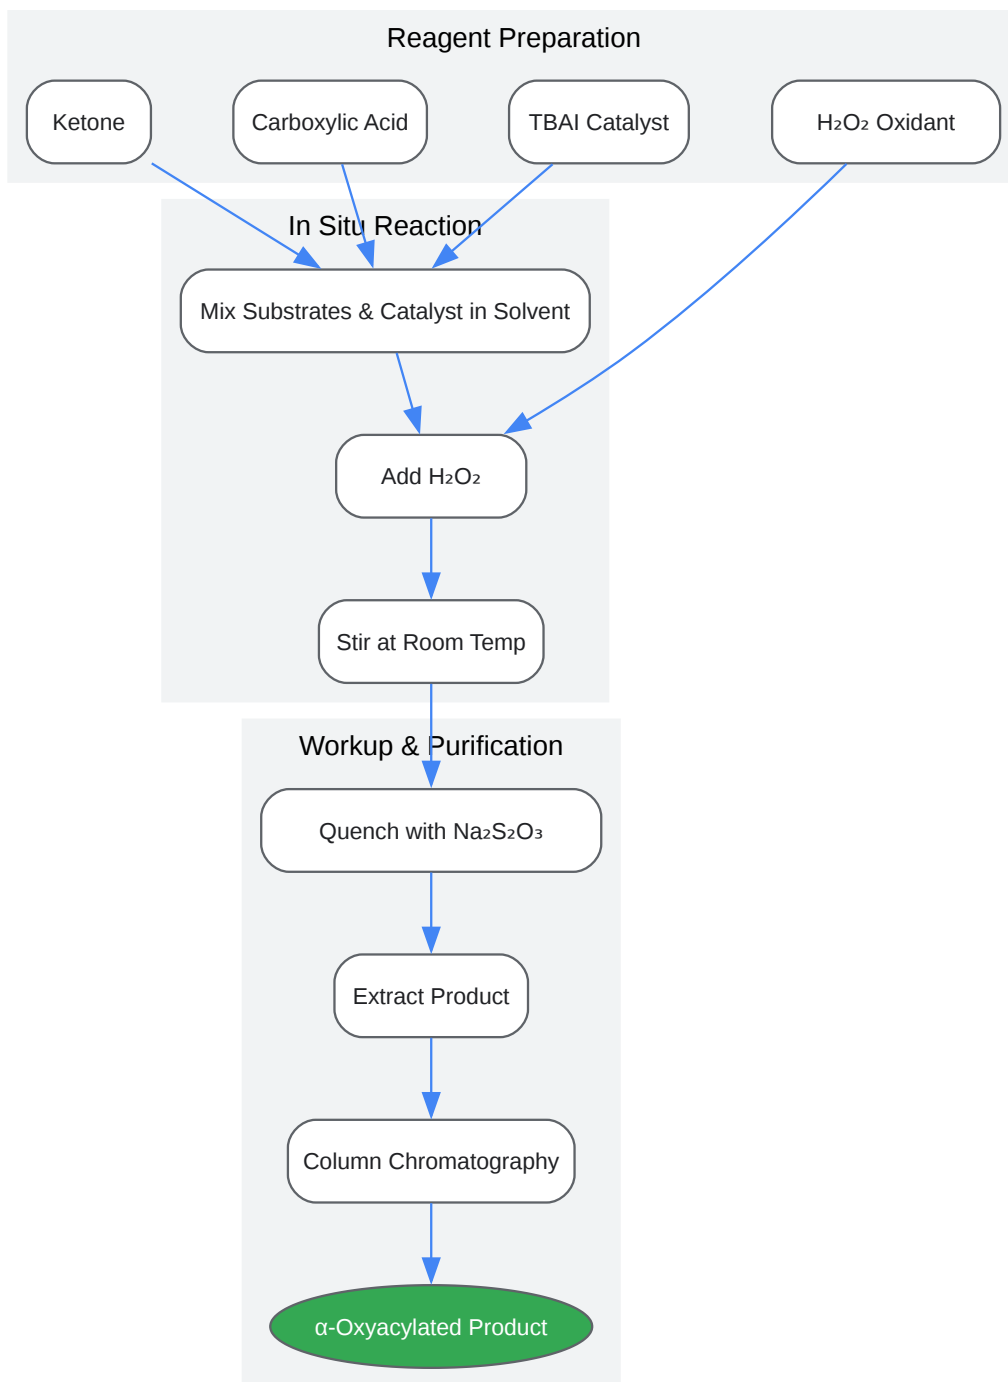 Reagent Preparation
Ketone
Carboxylic Acid
TBAI Catalyst
H₂O₂ Oxidant
In Situ Reaction
Mix Substrates & Catalyst in Solvent
Add H₂O₂
Stir at Room Temp
Workup & Purification
Quench with Na₂S₂O₃
Extract Product
Column Chromatography
α-Oxyacylated Product